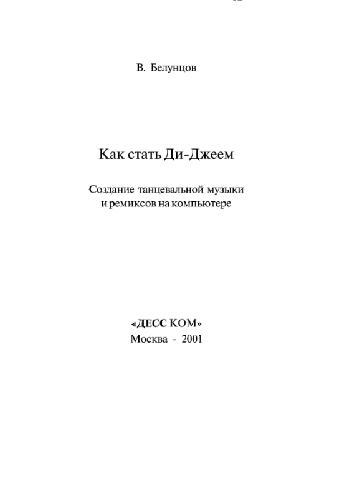 В. Белунцов
Как стать Ди-Джеем
Создание танцевальной музыки
и ремиксов на компьютере
«ДЕСС КОМ»
Москва - 2001